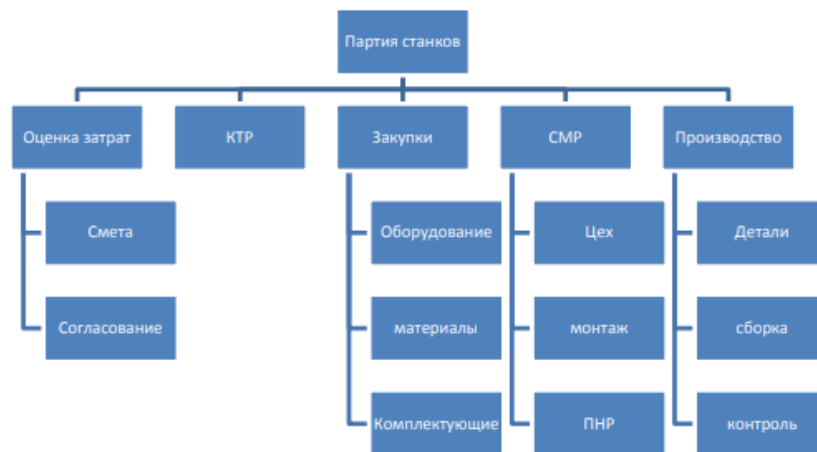 Партия станков
Оценка затрат
КТР
Закупки
СМР
Производство
Смета
Оборудование
Цех
Детали
Согласование
материалы
монтаж
сборка
Комплектующие
ПНР
контроль